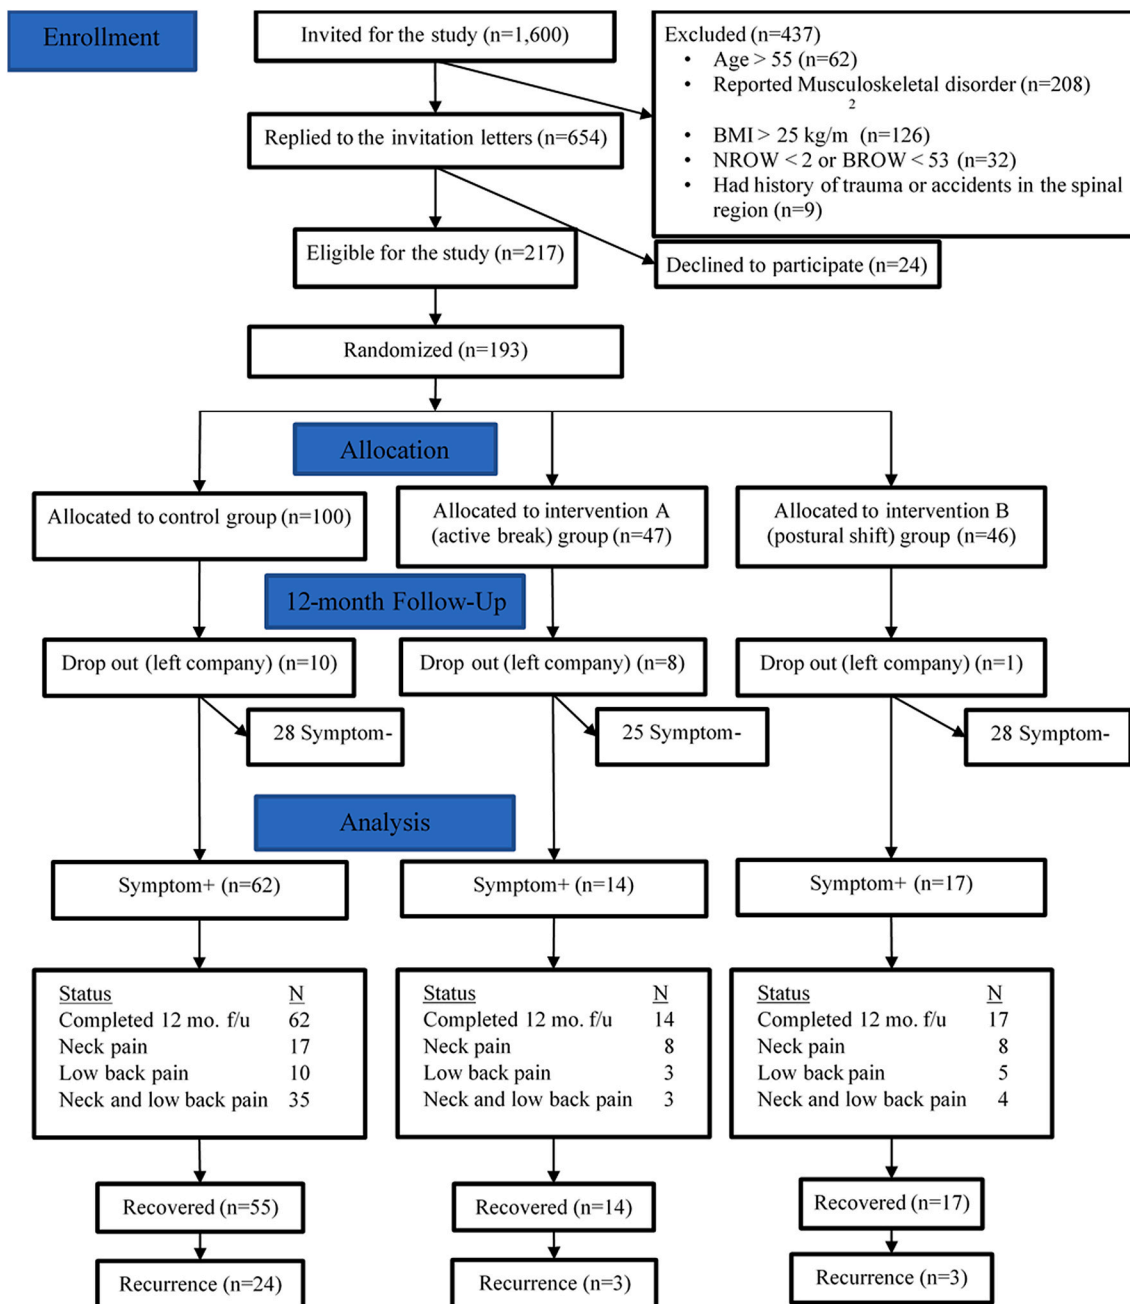 Enrollment
Invited for the study (n=1,600)
Excluded (n=437)
• Age > 55 (n=62)
• Reported Musculoskeletal disorder (n=208)
2
• BMI > 25 kg/m (n=126)
• NROW < 2 or BROW < 53 (n=32)
• Had history of trauma or accidents in the spinal
region (n=9)
Replied to the invitation letters (n=654)
Eligible for the study (n=217)
Declined to participate (n=24)
Randomized (n=193)
Allocation
Allocated to control group (n=100)
Allocated to intervention A
(active break) group (n=47)
Allocated to intervention B
(postural shift) group (n=46)
12-month Follow-Up
Drop out (left company) (n=10)
Drop out (left company) (n=8)
Drop out (left company) (n=1)
28 Symptom-
25 Symptom-
28 Symptom-
Analysis
Symptom+ (n=62)
Symptom+ (n=14)
Symptom+ (n=17)
Status N
Completed 12 mo. f/u 62
Neck pain 17
Low back pain 10
Neck and low back pain 35
Status N
Completed 12 mo. f/u 14
Neck pain 8
Low back pain 3
Neck and low back pain 3
Status N
Completed 12 mo. f/u 17
Neck pain 8
Low back pain 5
Neck and low back pain 4
Recovered (n=55)
Recovered (n=14)
Recovered (n=17)
Recurrence (n=24)
Recurrence (n=3)
Recurrence (n=3)